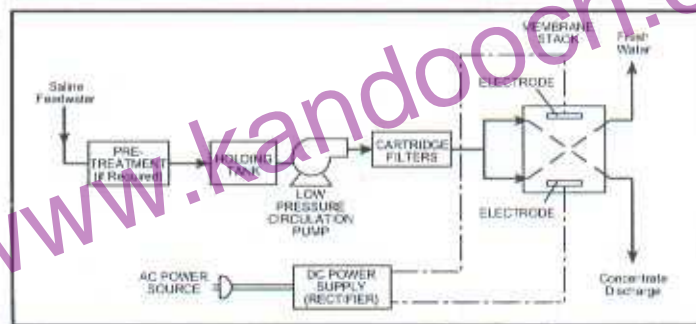 MEMBRANE
STACK
Fresh
Water
Saline
Feedwater
ELECTRODE
PRE-
TREATMENT
(if Required)
HOLDING
TANK
CARTRIDGE
FILTERS
LOW
PRESSURE
CIRCULATION
PUMP
ELECTRODE
AC POWER
SOURCE
DC POWER
SUPPLY
(RECTIFIER)
Concentrate
Discharge
www.kandoocn.c